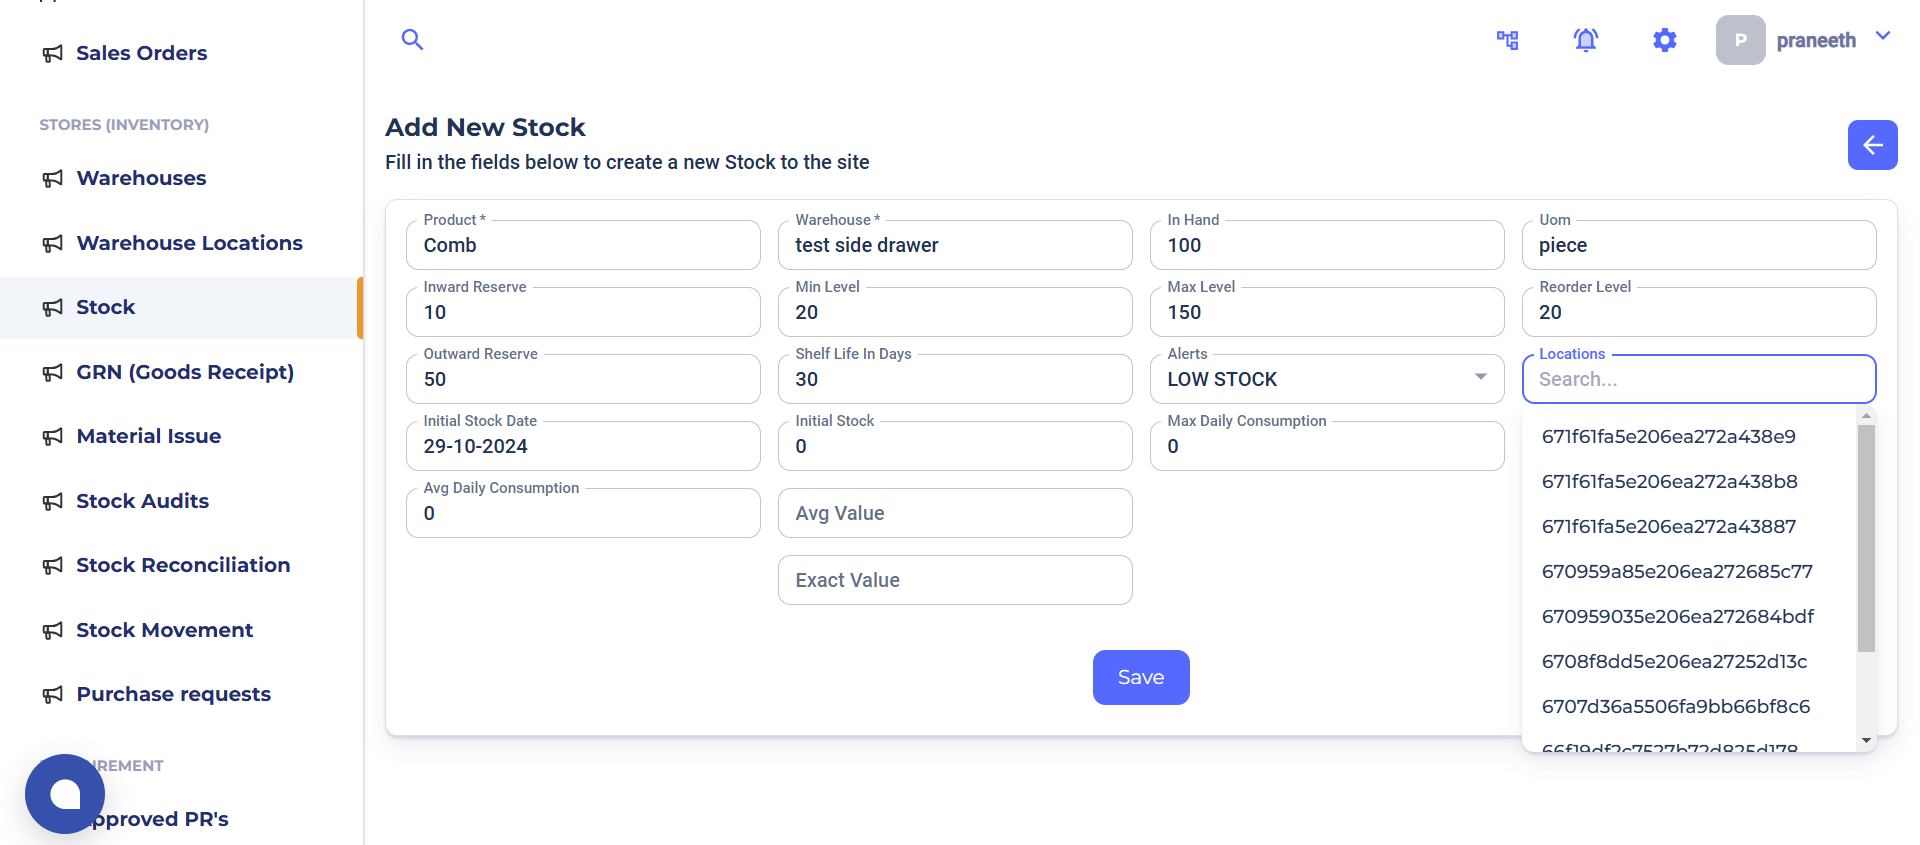 Sales Orders
STORES (INVENTORY)
Warehouses
Warehouse Locations
Stock
GRN (Goods Receipt)
Material Issue
Stock Audits
Stock Reconciliation
Stock Movement
Purchase requests
P
praneeth
Add New Stock
Fill in the fields below to create a new Stock to the site
Product *
Comb
Warehouse *
test side drawer
In Hand
100
Uom
piece
Inward Reserve
10
Min Level
20
Max Level
150
Reorder Level
20
Outward Reserve
50
Shelf Life In Days
30
Alerts
LOW STOCK
Locations
Search...
Initial Stock Date
29-10-2024
Initial Stock
0
Max Daily Consumption
0
Avg Daily Consumption
0
Avg Value
Exact Value
Save
671f61fa5e206ea272a438e9
671f61fa5e206ea272a438b8
671f61fa5e206ea272a43887
670959a85e206ea272685c77
670959035e206ea272684bdf
6708f8dd5e206ea27252d13c
6707d36a5506fa9bb66bf8c6
66f19df2c7527b72d825d178
PR's